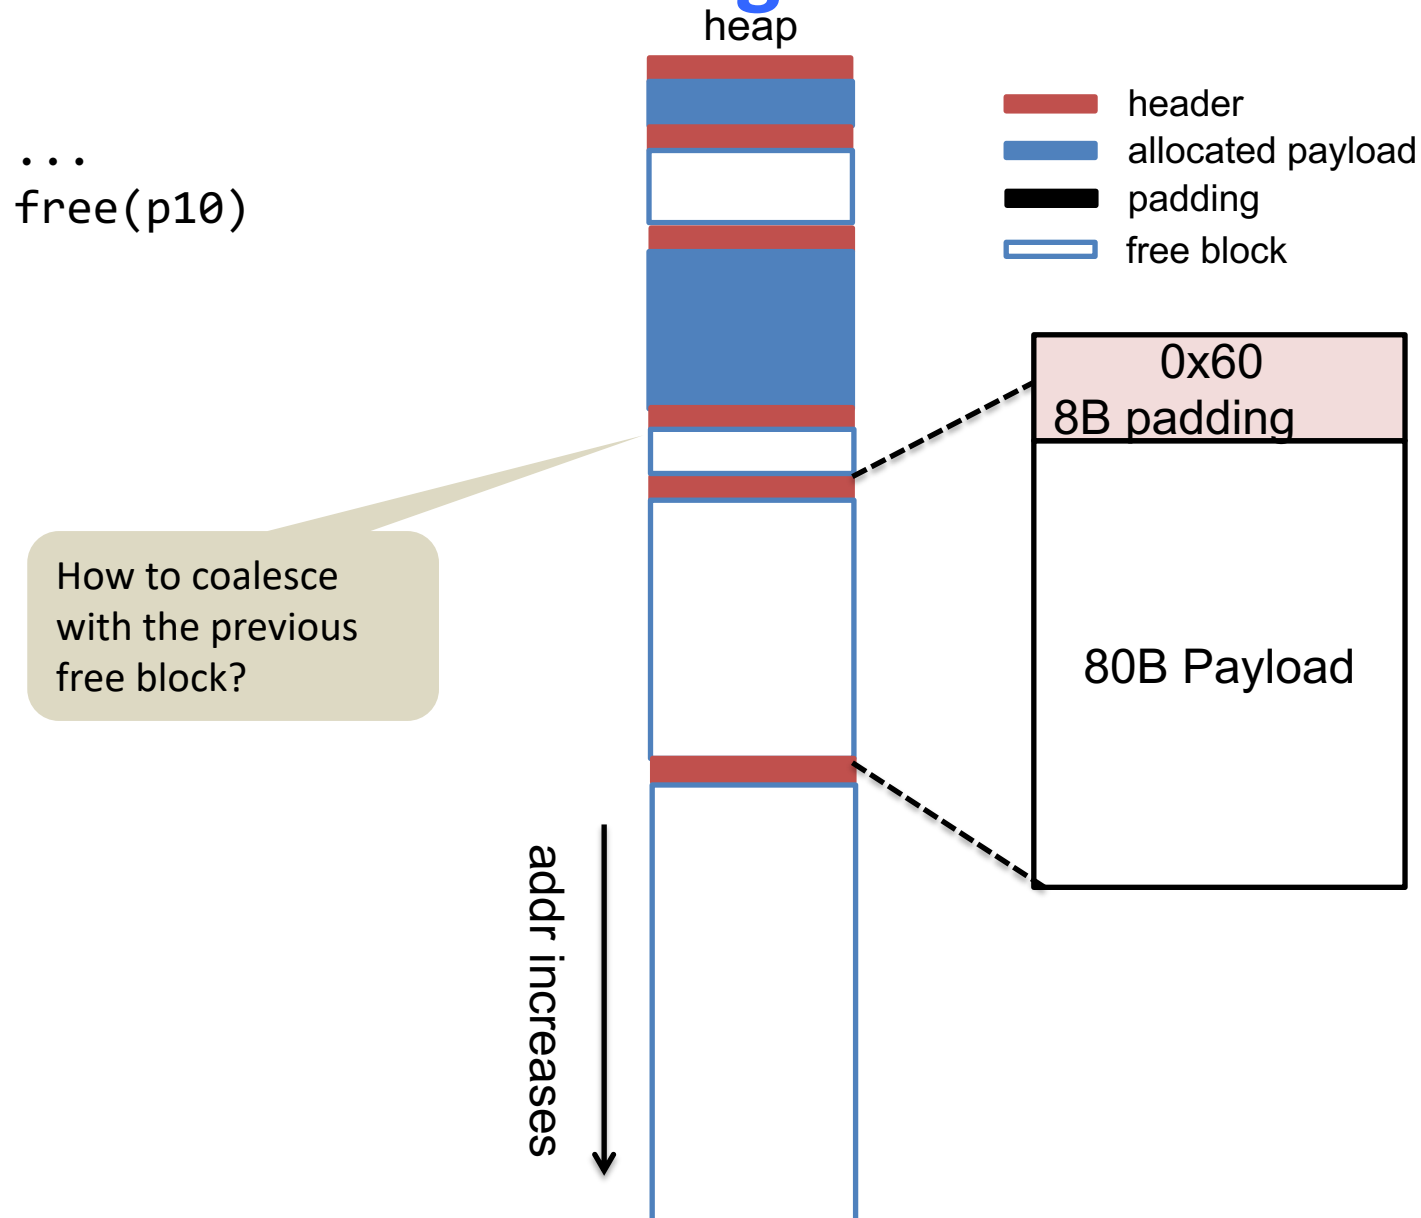 heap
...
free(p10)
header
allocated payload
padding
free block
0x60
8B padding
80B Payload
How to coalesce
with the previous
free block?
addr increases